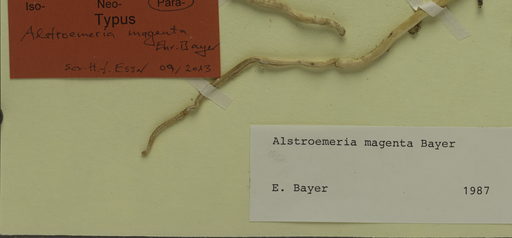 Iso- Neo- Para-
Typus
Alstroemeria magenta
Ehr. Bayer
09/2013
Alstroemeria magenta Bayer
E. Bayer 1987